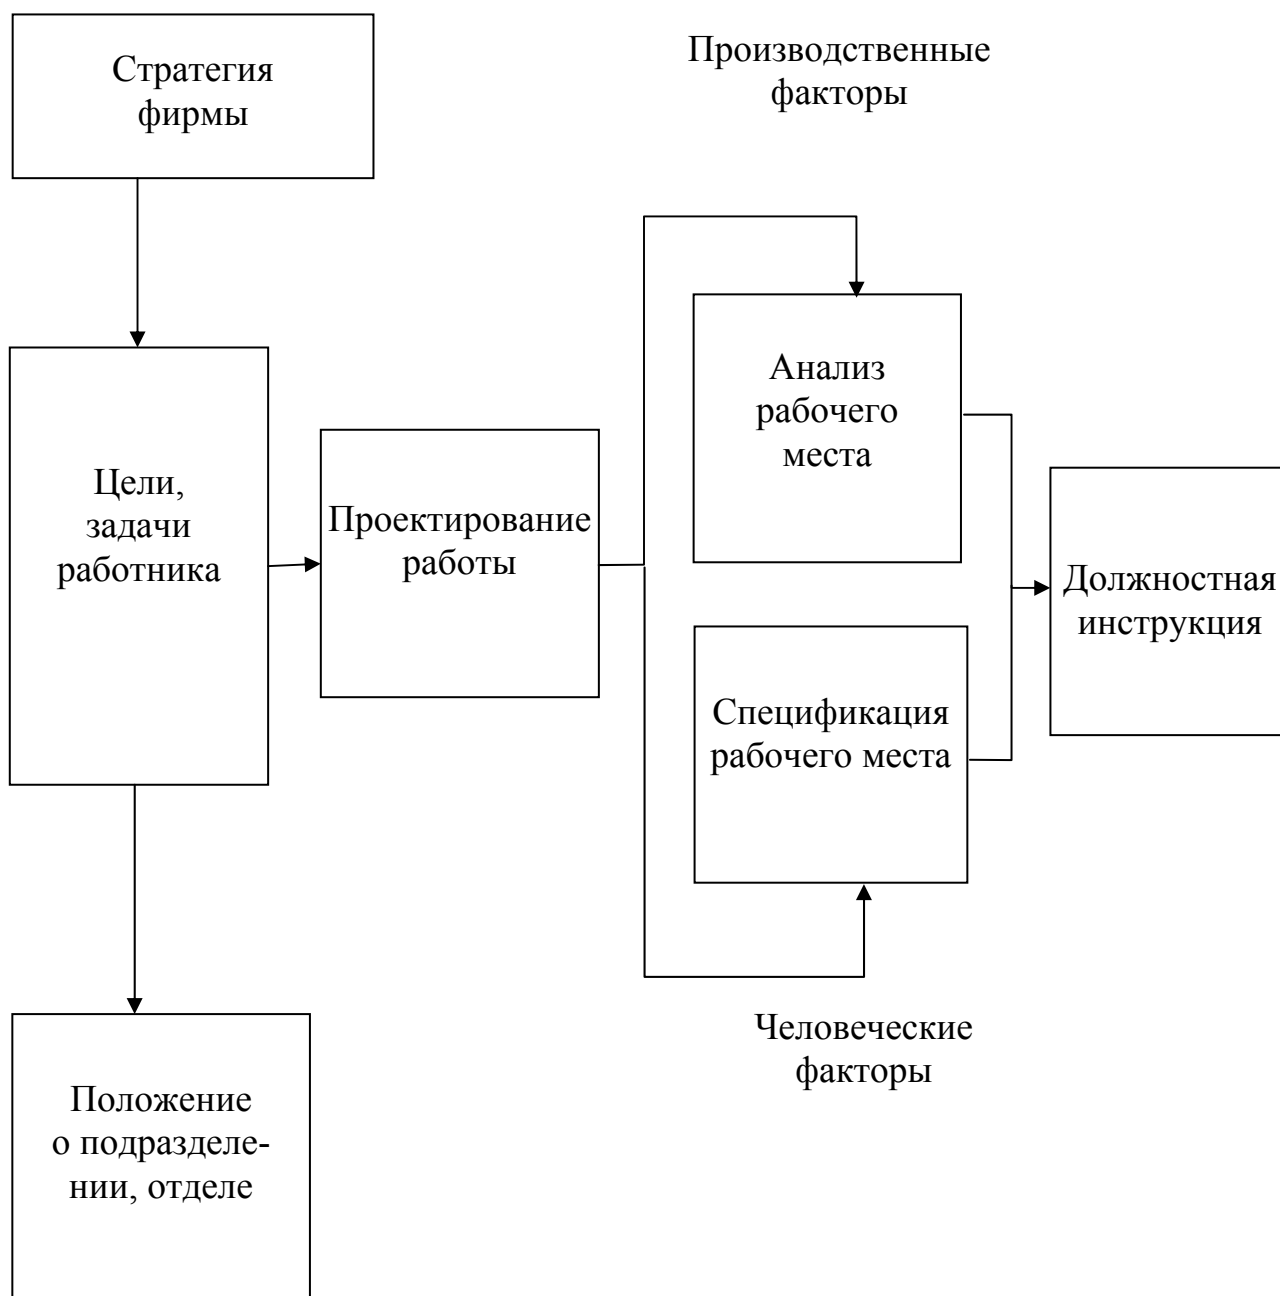 Стратегия
фирмы
Производственные
факторы
Анализ
рабочего
места
Цели,
задачи
работника
Проектирование
работы
Должностная
инструкция
Спецификация
рабочего места
Человеческие
факторы
Положение
о подразделе-
нии, отделе